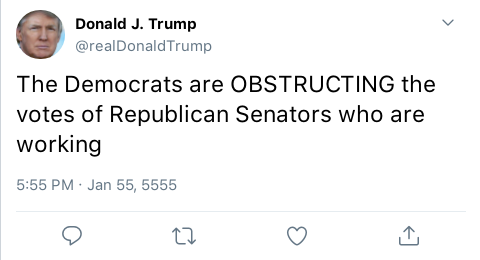 Donald J. Trump
@realDonaldTrump
The Democrats are OBSTRUCTING the
votes of Republican Senators who are
working
5:55 PM · Jan 55, 5555